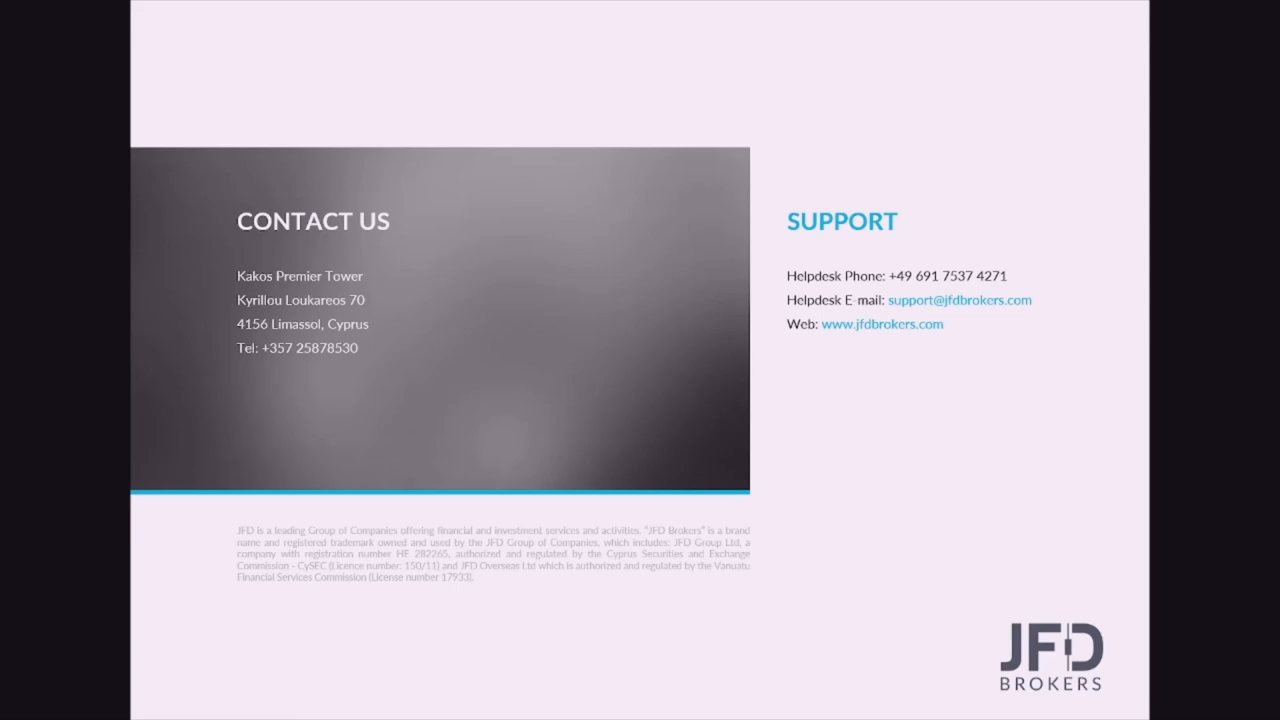 CONTACT US
Kakos Premier Tower
Kyrillou Loukareos 70
4156 Limassol, Cyprus
Tel: +357 25878530
SUPPORT
Helpdesk Phone: +49 691 7537 4271
Helpdesk E-mail: support@jfdbrokers.com
Web: www.jfdbrokers.com
JFD is a leading Group of Companies offering financial and investment services and activities. "JFD Brokers" is a brand
name and registered trademark owned and used by the JFD Group of Companies, which includes: JFD Group Ltd, a
company with registration number HE 282265, authorized and regulated by the Cyprus Securities and Exchange
Commission - CySEC (Licence number: 150/11) and JFD Overseas Ltd which is authorized and regulated by the Vanuatu
Financial Services Commission (License number 17933).
JFD
BROKERS